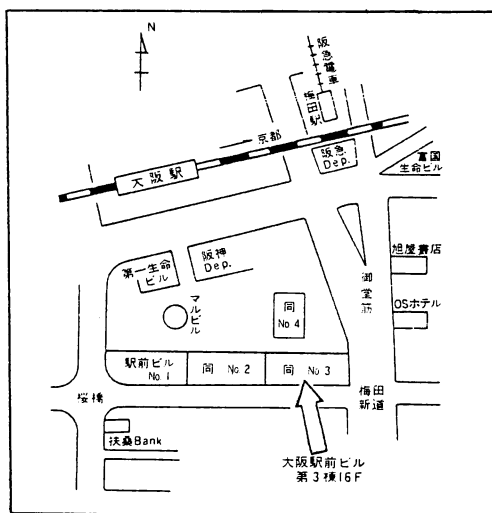 N
阪急電車
梅田駅
京都
大阪駅
阪急
Dep.
富国
生命ビル
第一生命
ビル
阪神
Dep.
旭屋書店
御堂筋
マルビル
同
No 4
OSホテル
駅前ビル
No. 1
同 No 2
同 No 3
桜橋
梅田
新道
扶桑Bank
大阪駅前ビル
第3棟16F